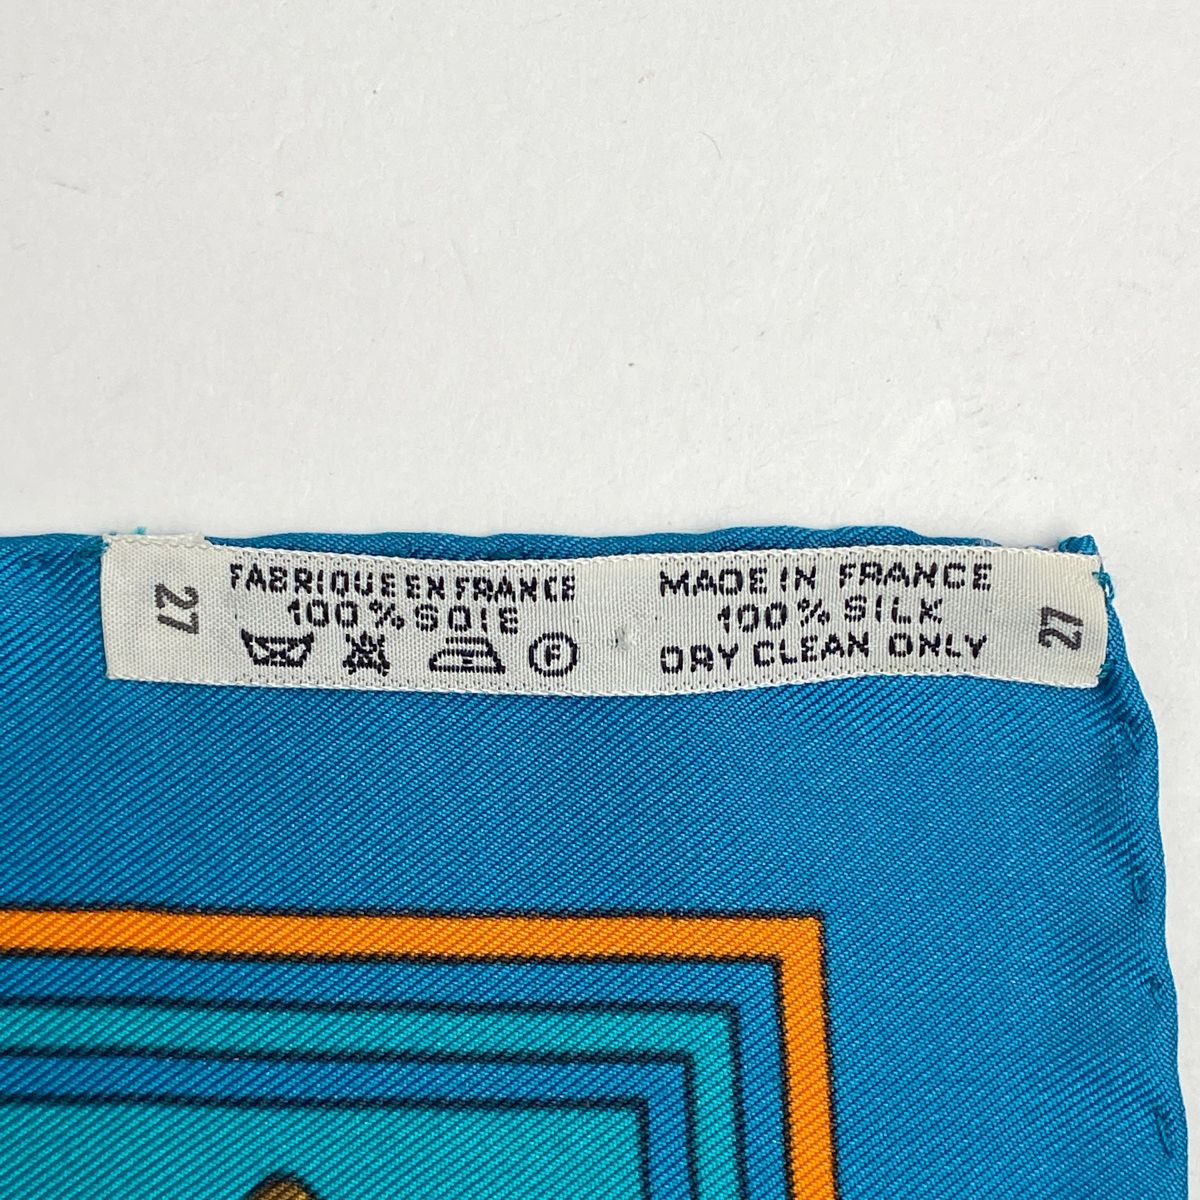 27
FABRIQUE EN FRANCE
100% SOIE
F
MADE IN FRANCE
100% SILK
DRY CLEAN ONLY
27